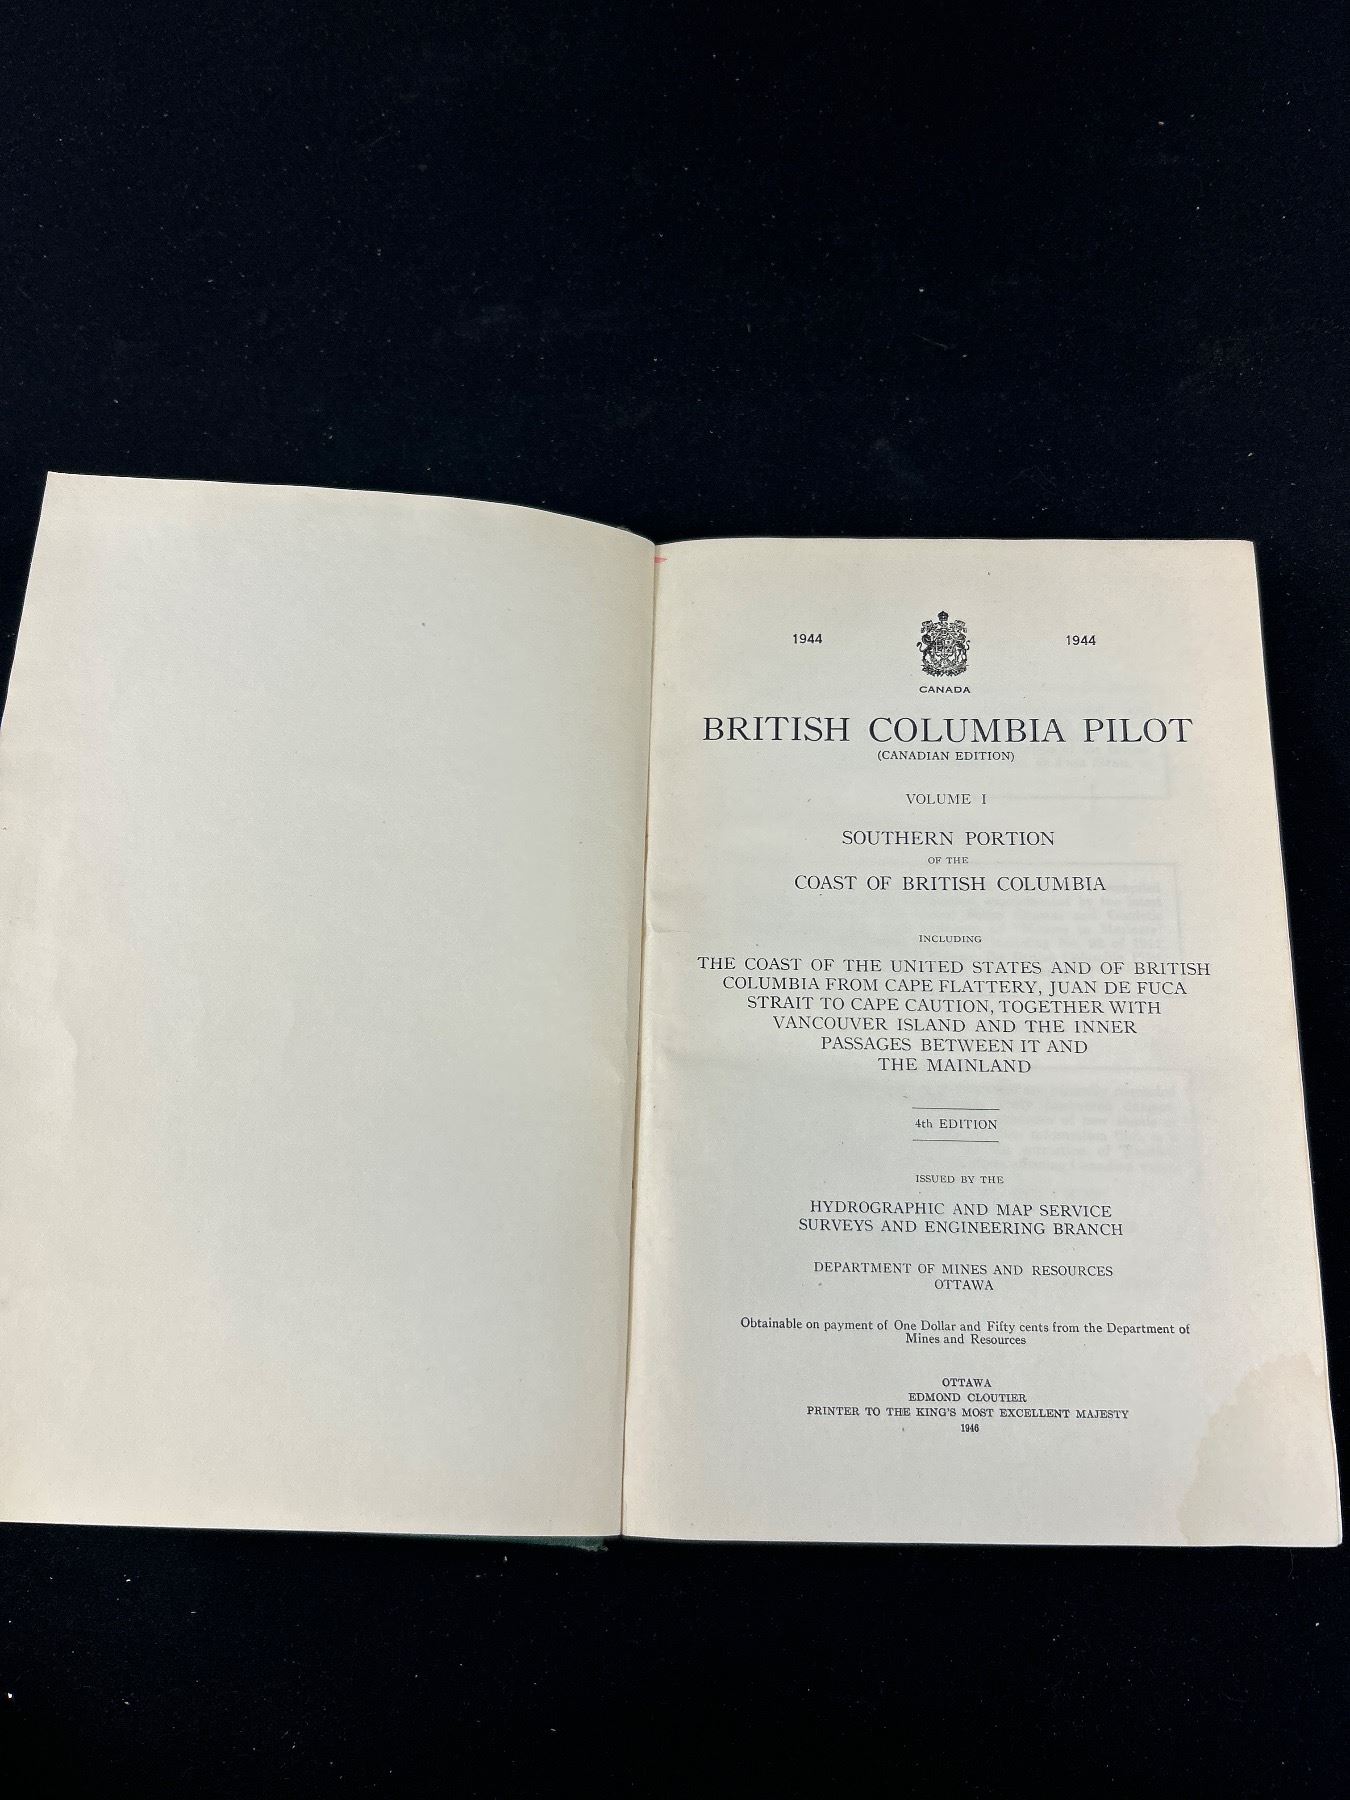 1944 1944
CANADA
BRITISH COLUMBIA PILOT
(CANADIAN EDITION)
VOLUME I
SOUTHERN PORTION
OF THE
COAST OF BRITISH COLUMBIA
INCLUDING
THE COAST OF THE UNITED STATES AND OF BRITISH
COLUMBIA FROM CAPE FLATTERY, JUAN DE FUCA
STRAIT TO CAPE CAUTION, TOGETHER WITH
VANCOUVER ISLAND AND THE INNER
PASSAGES BETWEEN IT AND
THE MAINLAND
4th EDITION
ISSUED BY THE
HYDROGRAPHIC AND MAP SERVICE
SURVEYS AND ENGINEERING BRANCH
DEPARTMENT OF MINES AND RESOURCES
OTTAWA
Obtainable on payment of One Dollar and Fifty cents from the Department of
Mines and Resources
OTTAWA
EDMOND CLOUTIER
PRINTER TO THE KING'S MOST EXCELLENT MAJESTY
1946